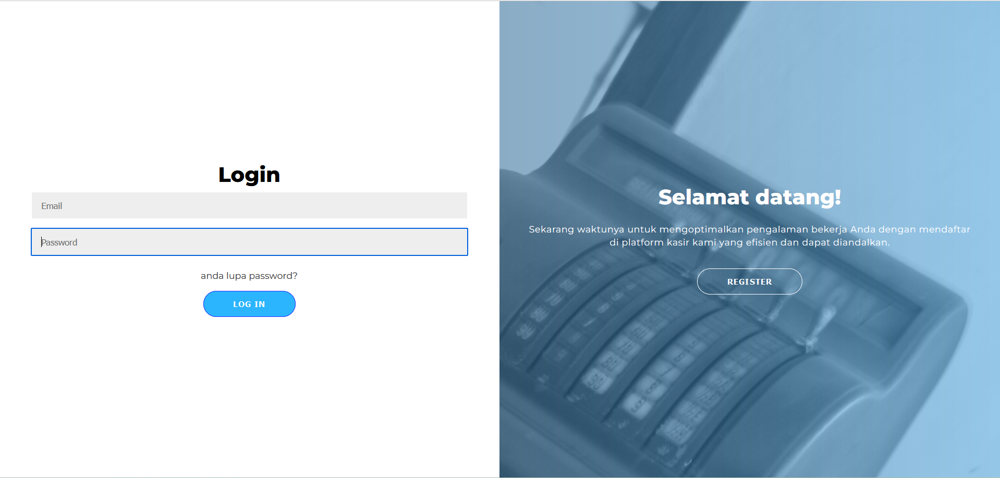 Login
Email
Password
anda lupa password?
LOG IN
Selamat datang!
Sekarang waktunya untuk mengoptimalkan pengalaman bekerja Anda dengan mendaftar
di platform kasir kami yang efisien dan dapat diandalkan.
REGISTER